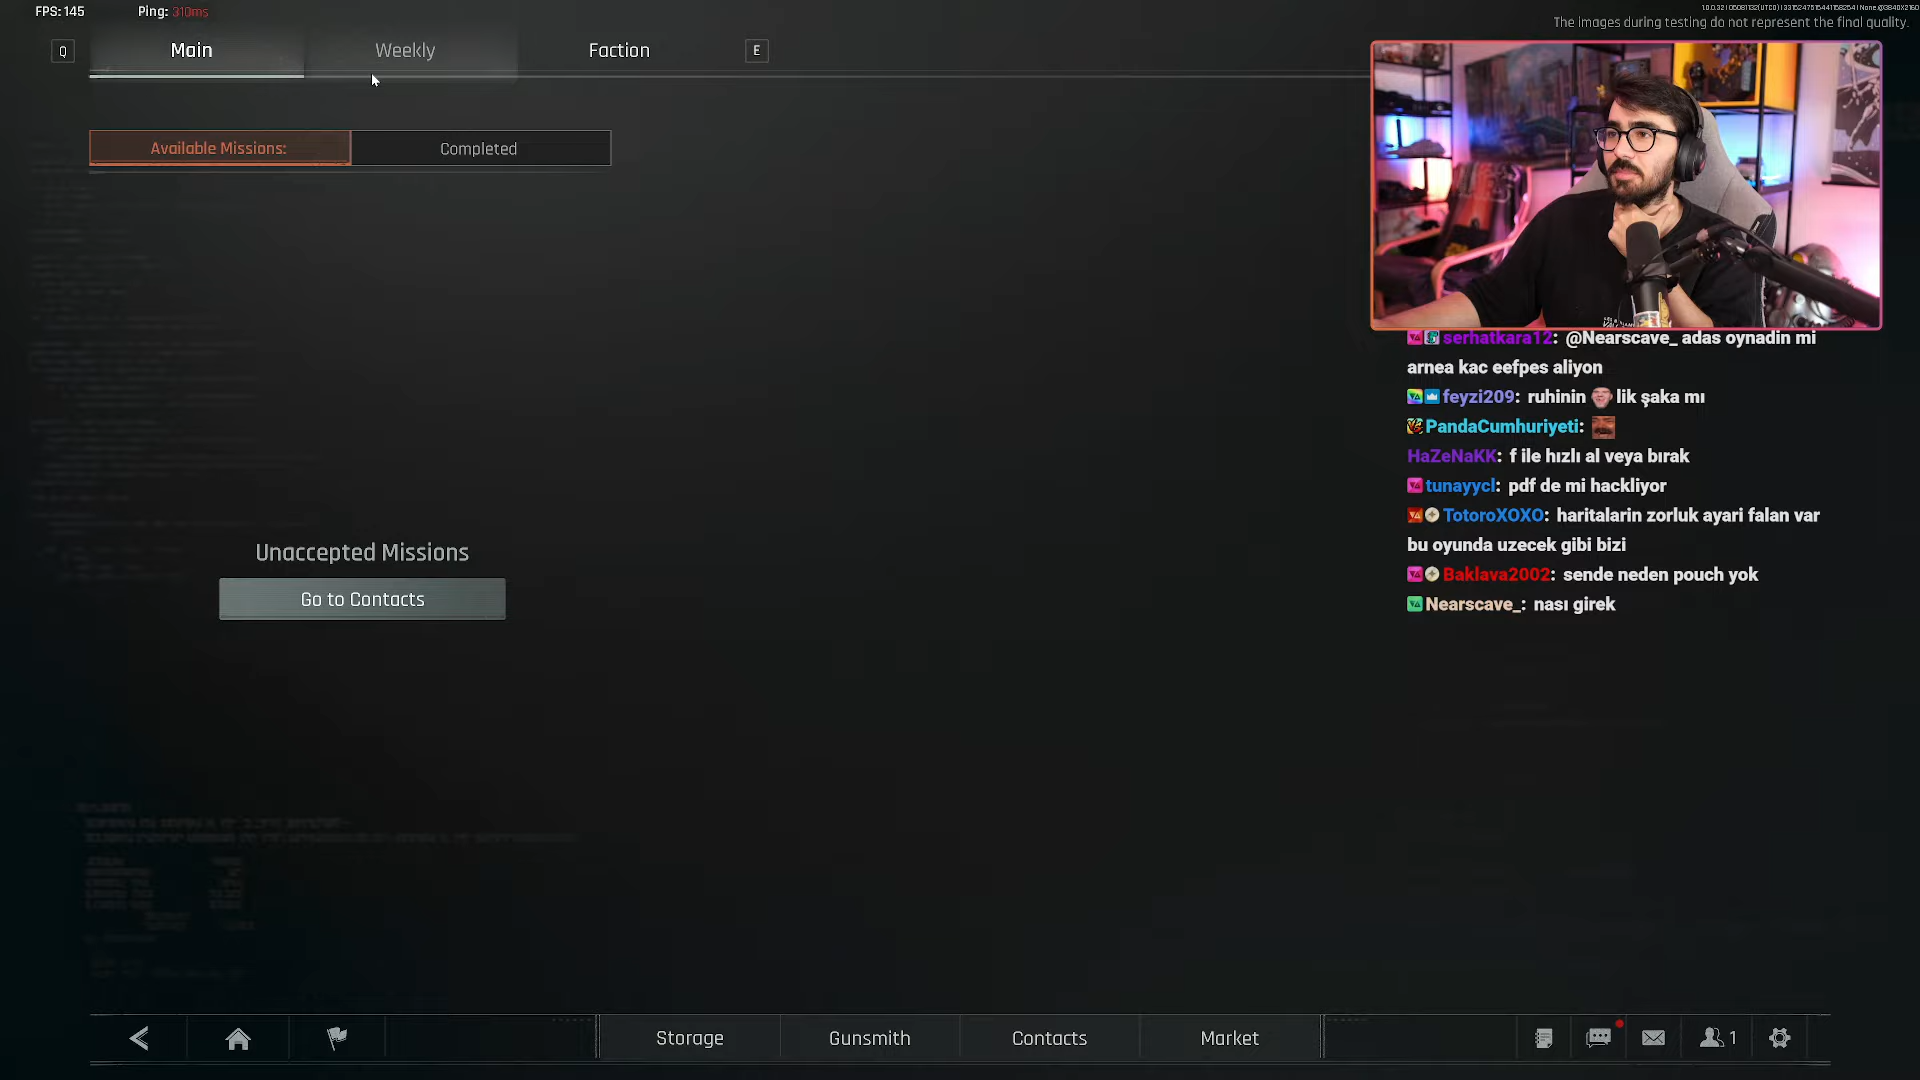 FPS: 145
Ping: 310ms
The images during testing do not represent the final quality.
Q
Main
Weekly
Faction
E
Available Missions:
Completed
serhatkara12: @Nearscave_ adas oynadin mi
arnea kac eefpes aliyon
feyzi209: ruhinin lik şaka mı
PandaCumhuriyeti:
HaZeNaKK: f ile hızlı al veya bırak
tunayycl: pdf de mi hackliyor
TotoroXOXO: haritalarin zorluk ayari falan var
bu oyunda uzecek gibi bizi
Baklava2002: sende neden pouch yok
Nearscave_: nası girek
Unaccepted Missions
Go to Contacts
Storage
Gunsmith
Contacts
Market
1